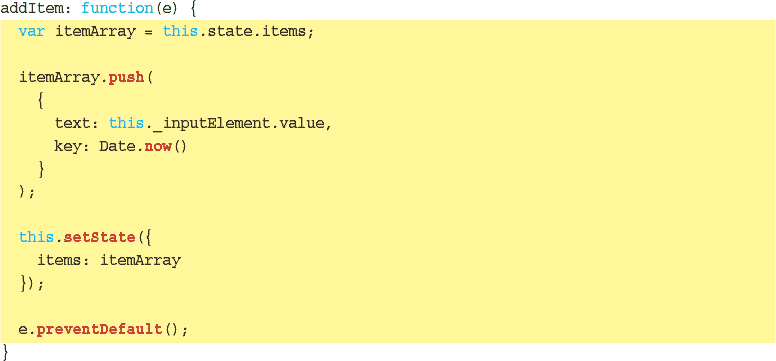 addItem: function(e) {
  var itemArray = this.state.items;

  itemArray.push(
    {
      text: this._inputElement.value,
      key: Date.now()
    }
  );

  this.setState({
    items: itemArray
  });

  e.preventDefault();
}